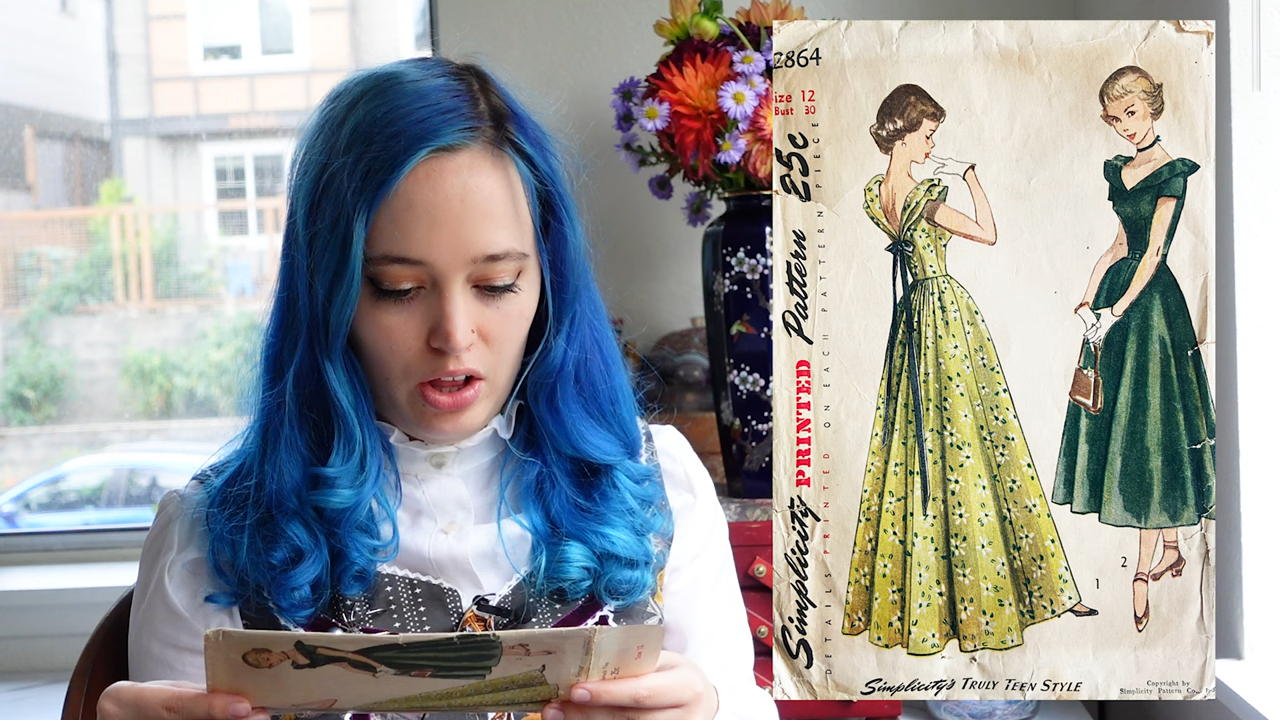 2864
Size 12
Bust 30
Simplicity PRINTED Pattern 25c
DETAILS PRINTED ON EACH PATTERN PIECE
1
2
Simplicity's TRULY TEEN STYLE
Copyright by
Simplicity Pattern Co.,